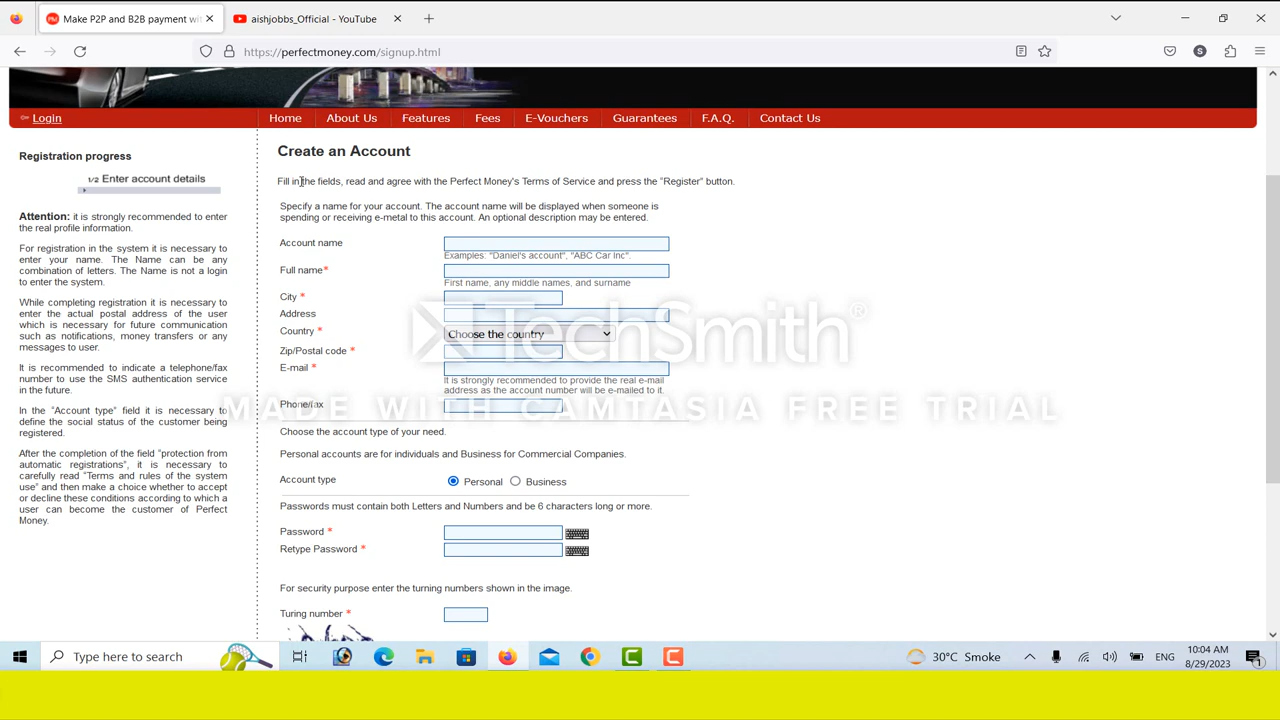 Make P2P and B2B payment wi
aishjobbs_Official - YouTube
https://perfectmoney.com/signup.html
Login
Home
About Us
Features
Fees
E-Vouchers
Guarantees
F.A.Q.
Contact Us
Registration progress
1/2 Enter account details
Attention: it is strongly recommended to enter
the real profile information.
For registration in the system it is necessary to
enter your name. The Name can be any
combination of letters. The Name is not a login
to enter the system.
While completing registration it is necessary to
enter the actual postal address of the user
which is necessary for future communication
such as notifications, money transfers or any
messages to user.
It is recommended to indicate a telephone/fax
number to use the SMS authentication service
in the future.
In the "Account type" field it is necessary to
define the social status of the customer being
registered.
After the completion of the field "protection from
automatic registrations", it is necessary to
carefully read "Terms and rules of the system
use" and then make a choice whether to accept
or decline these conditions according to which a
user can become the customer of Perfect
Money.
Create an Account
Fill in the fields, read and agree with the Perfect Money's Terms of Service and press the "Register" button.
Specify a name for your account. The account name will be displayed when someone is
spending or receiving e-metal to this account. An optional description may be entered.
Account name
Examples: "Daniel's account", "ABC Car Inc".
Full name*
First name, any middle names, and surname
City *
Address
Country *
Choose the country
Zip/Postal code *
E-mail *
It is strongly recommended to provide the real e-mail
address as the account number will be e-mailed to it.
Phone/fax
TechSmith®
MADE WITH CAMTASIA FREE TRIAL
Choose the account type of your need.
Personal accounts are for individuals and Business for Commercial Companies.
Account type
Personal
Business
Passwords must contain both Letters and Numbers and be 6 characters long or more.
Password *
Retype Password *
For security purpose enter the turning numbers shown in the image.
Turing number *
Type here to search
30°C Smoke
ENG
10:04 AM
8/29/2023